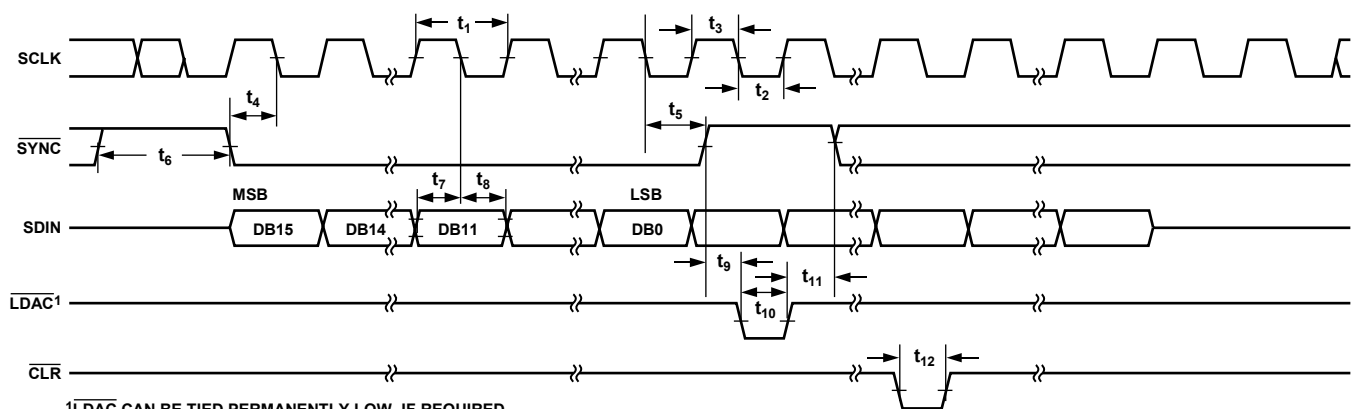 t₁ t₃
SCLK
t₄ t₂
t₅
SYNC t₆
MSB t₇ t₈ LSB
SDIN DB15 DB14 DB11 DB0
t₉ t₁₁
LDAC¹ t₁₀
t₁₂
CLR
¹LDAC CAN BE TIED PERMANENTLY LOW, IF REQUIRED